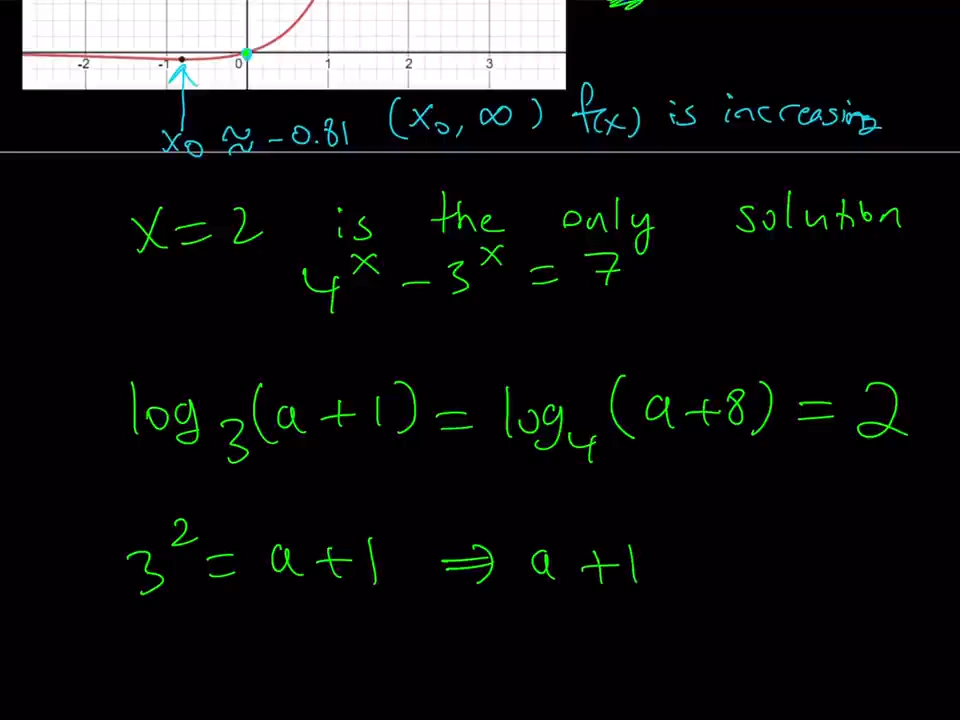 -2 -1 0 1 2 3
x₀ ≈ -0.81 (x₀, ∞) f(x) is increasing
x = 2 is the only solution
4^x - 3^x = 7
log₃(a+1) = log₄(a+8) = 2
3² = a+1 ⇒ a+1